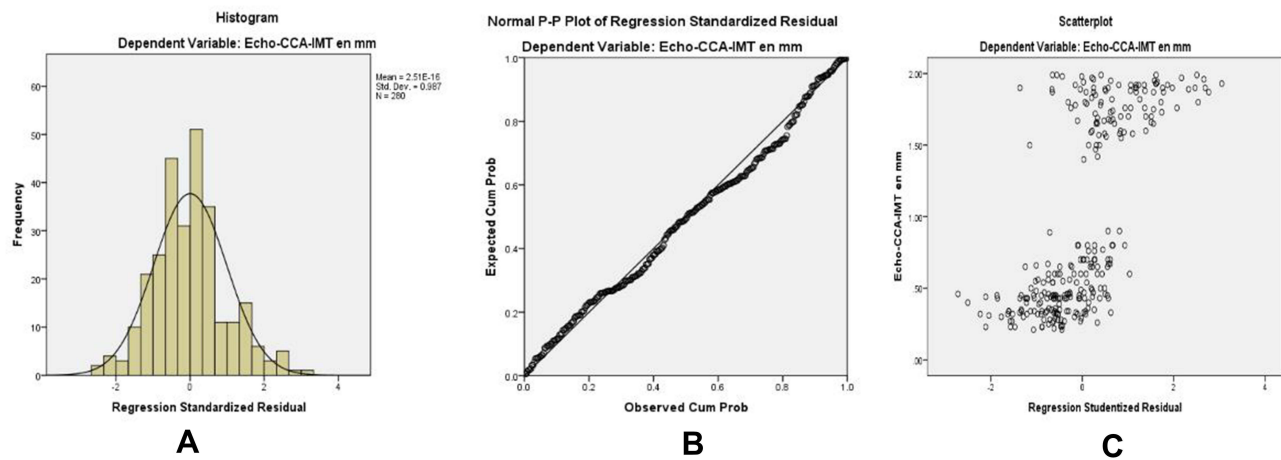 Histogram
Dependent Variable: Echo-CCA-IMT en mm
Mean = 2.51E-16
Std. Dev. = 0.987
N = 280
60
50
40
30
20
10
0
Frequency
-2
0
2
4
Regression Standardized Residual
A
Normal P-P Plot of Regression Standardized Residual
Dependent Variable: Echo-CCA-IMT en mm
1.0
0.8
0.6
0.4
0.2
0.0
Expected Cum Prob
0.0
0.2
0.4
0.6
0.8
1.0
Observed Cum Prob
B
Scatterplot
Dependent Variable: Echo-CCA-IMT en mm
2.00
1.50
1.00
.50
.00
Echo-CCA-IMT en mm
-2
0
2
4
Regression Studentized Residual
C